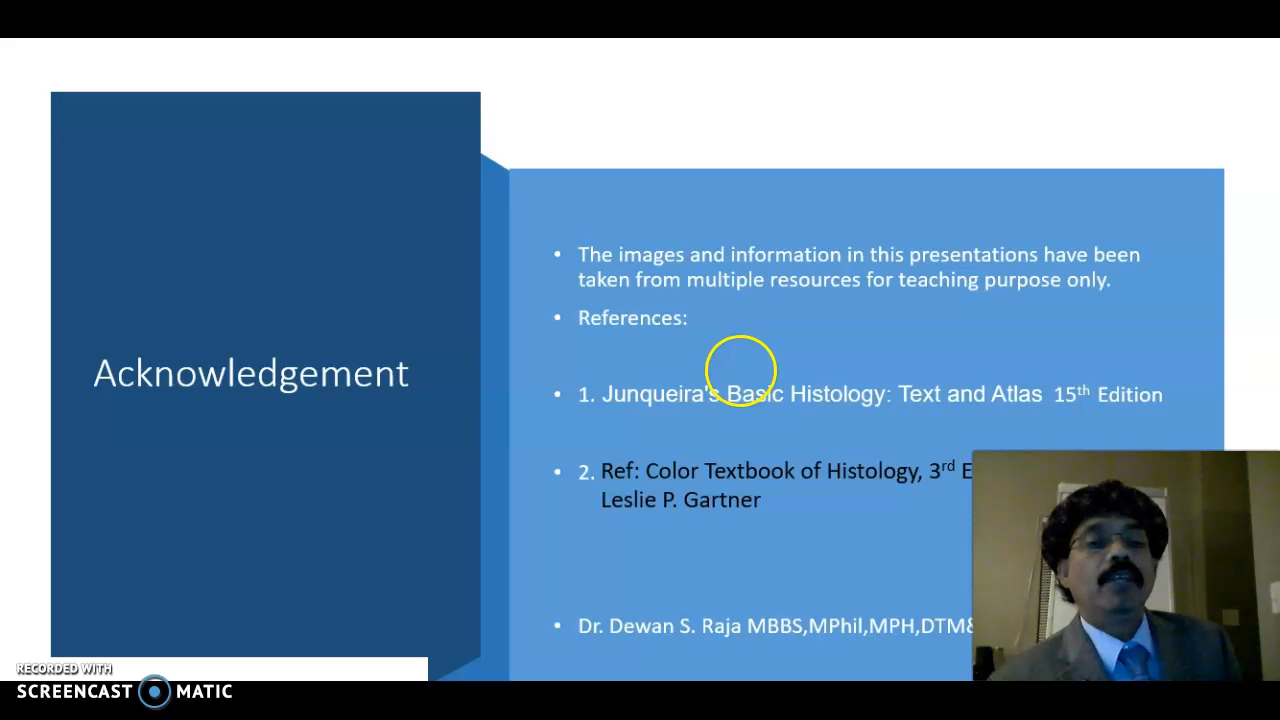 Acknowledgement
• The images and information in this presentations have been
taken from multiple resources for teaching purpose only.
• References:
• 1. Junqueira's Basic Histology: Text and Atlas 15th Edition
• 2. Ref: Color Textbook of Histology, 3rd E
Leslie P. Gartner
• Dr. Dewan S. Raja MBBS,MPhil,MPH,DTM&
RECORDED WITH
SCREENCAST MATIC